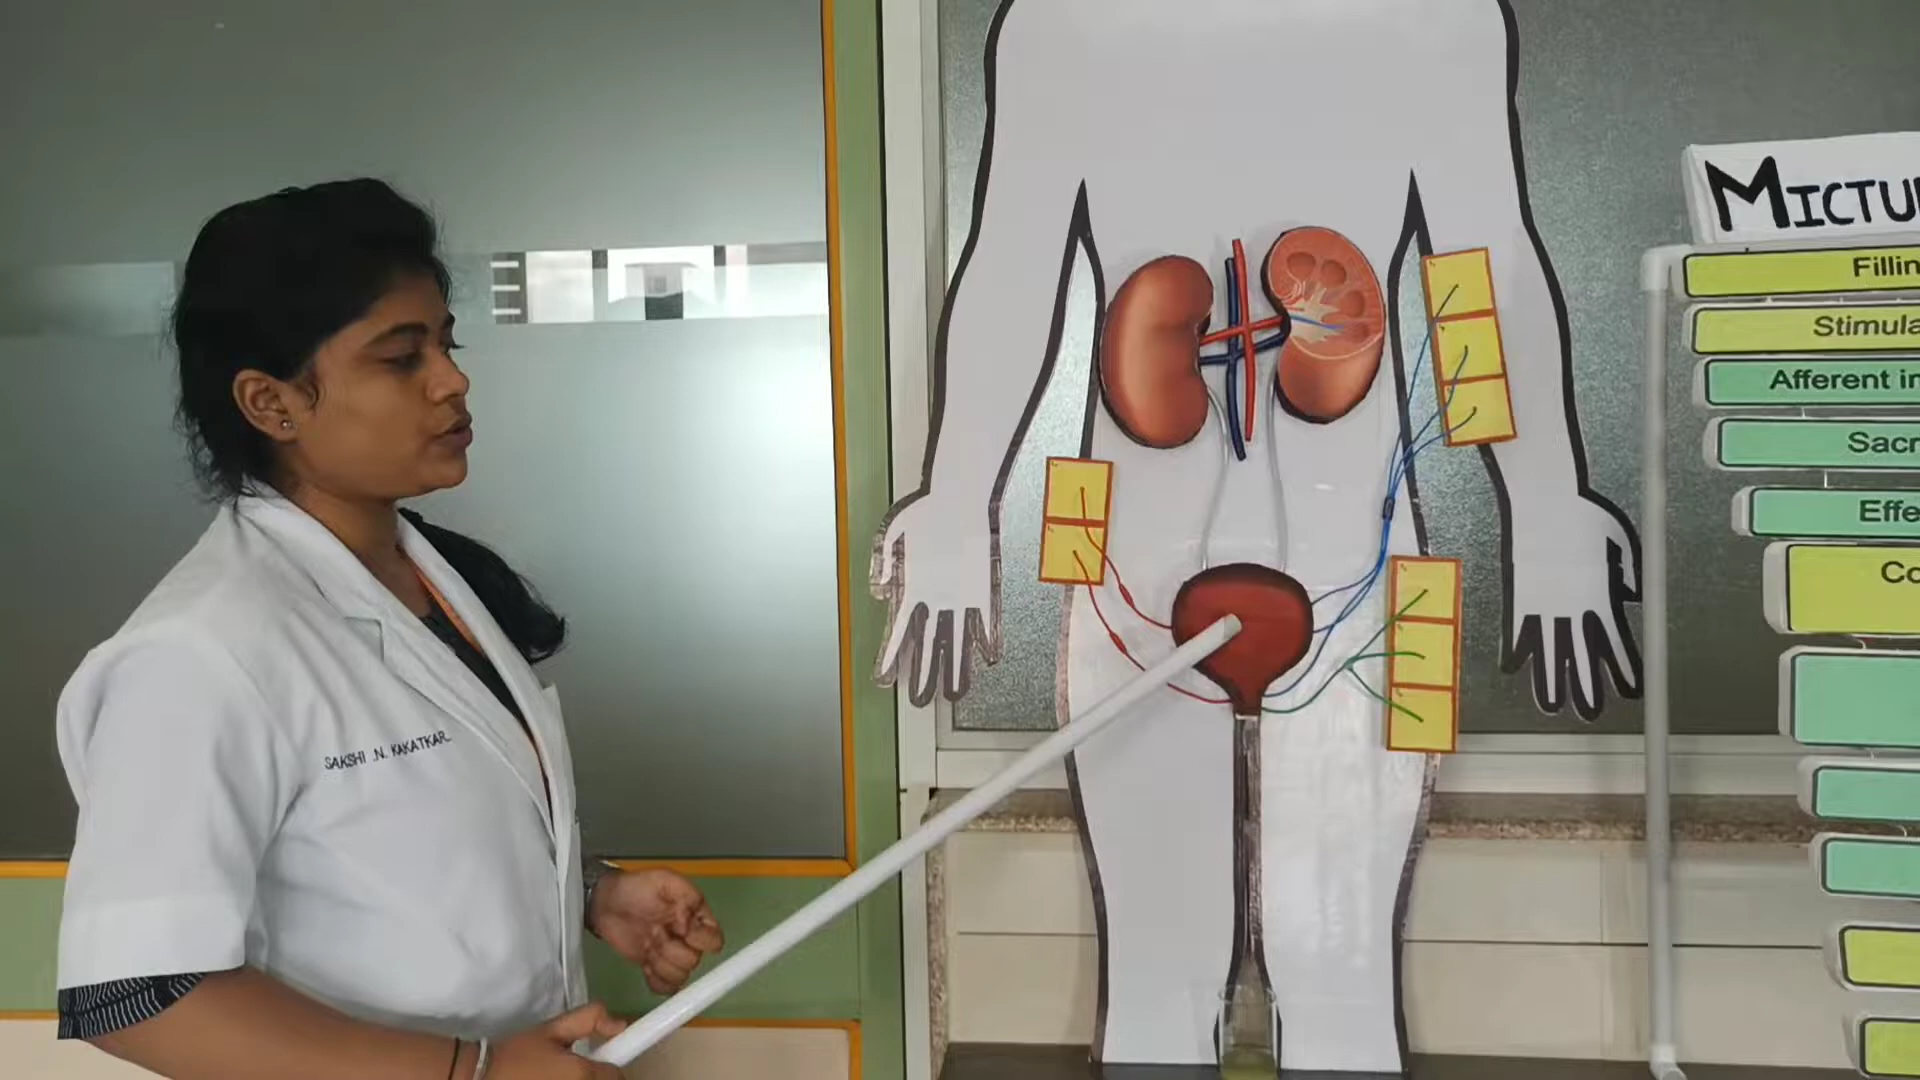 SAKSHI .N. KAKATKAR
MICTU
Fillin
Stimula
Afferent in
Sacr
Effe
Co